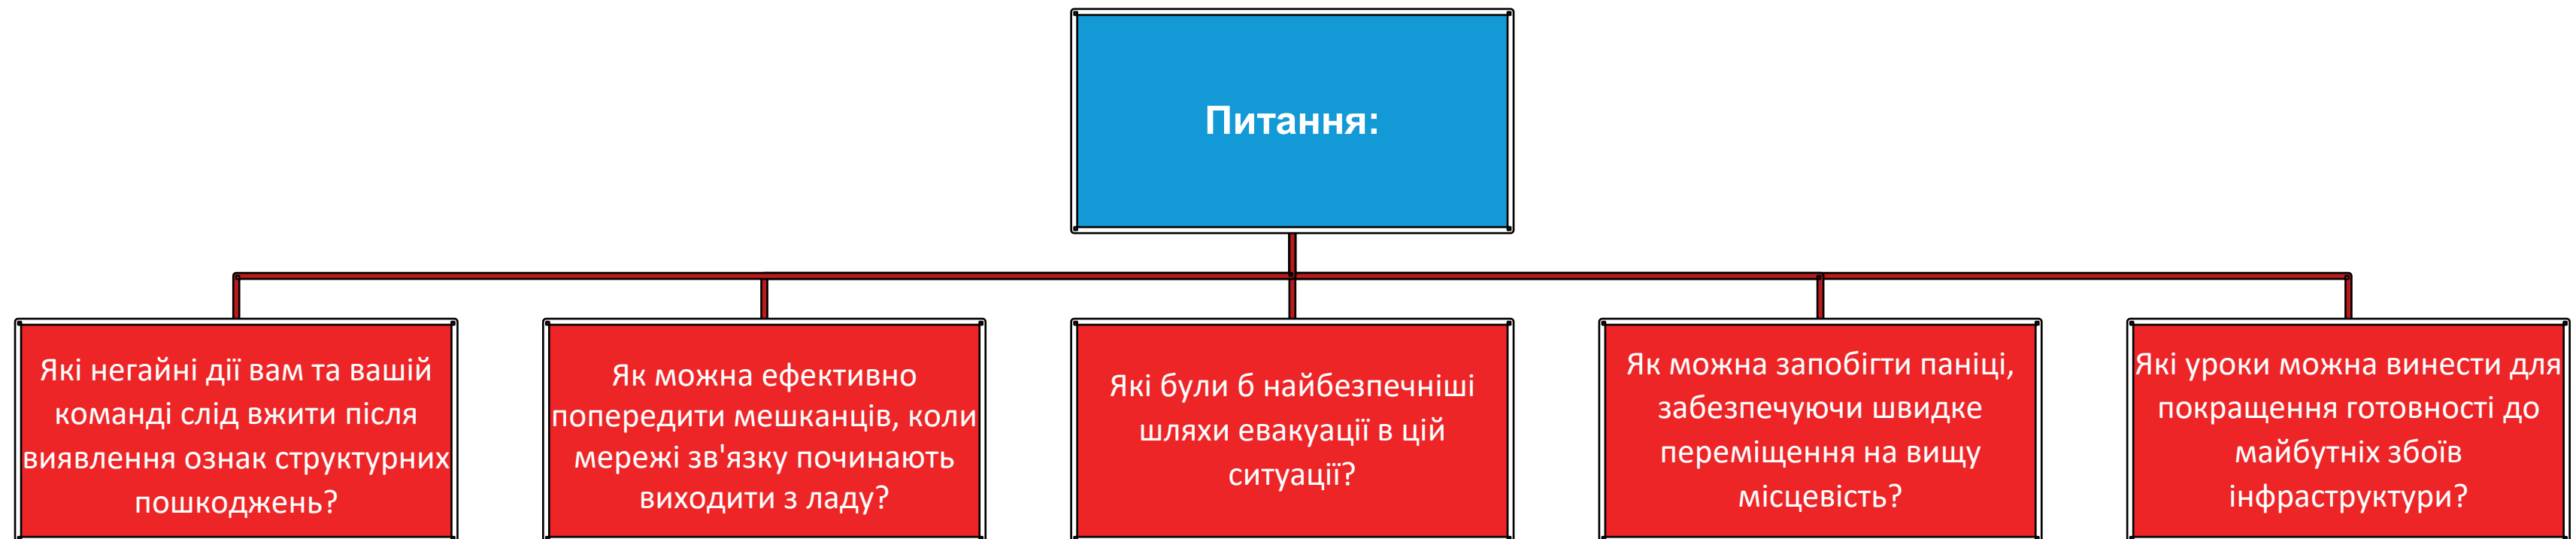 Питання:
Які негайні дії вам та вашій
команді слід вжити після
виявлення ознак структурних
пошкоджень?
Як можна ефективно
попередити мешканців, коли
мережі зв'язку починають
виходити з ладу?
Які були б найбезпечніші
шляхи евакуації в цій
ситуації?
Як можна запобігти паніці,
забезпечуючи швидке
переміщення на вищу
місцевість?
Які уроки можна винести для
покращення готовності до
майбутніх збоїв
інфраструктури?